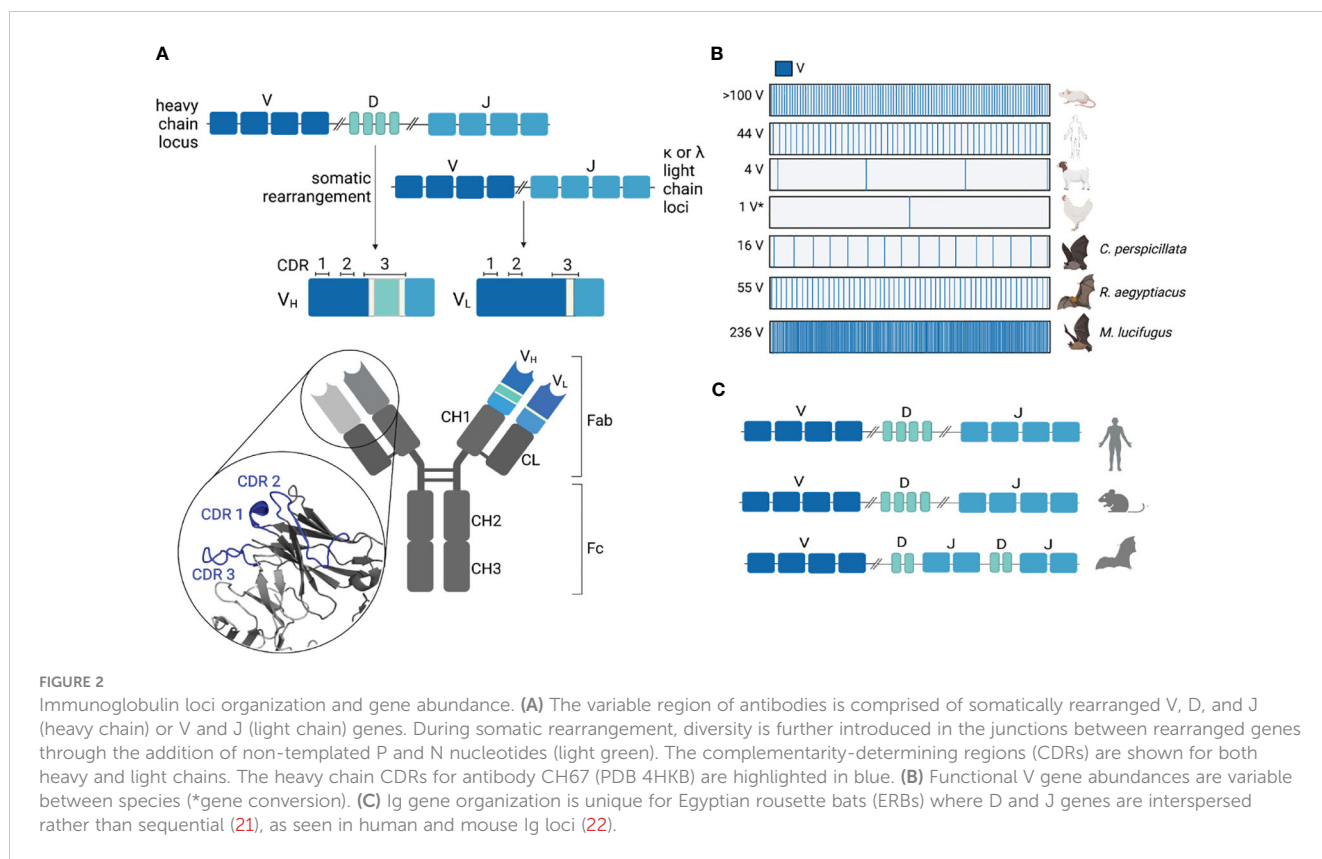 A
V D J
heavy
chain
locus
V J
somatic
rearrangement
κ or λ
light
chain
loci
CDR 1 2 3
VH
1 2 3
VL
VH
VL
CH1
Fab
CL
CDR 2
CDR 1
CDR 3
CH2
Fc
CH3
B
V
>100 V
44 V
4 V
1 V*
16 V C. perspicillata
55 V R. aegyptiacus
236 V M. lucifugus
C
V D J
V D J
V D J D J
FIGURE 2
Immunoglobulin loci organization and gene abundance. (A) The variable region of antibodies is comprised of somatically rearranged V, D, and J
(heavy chain) or V and J (light chain) genes. During somatic rearrangement, diversity is further introduced in the junctions between rearranged genes
through the addition of non-templated P and N nucleotides (light green). The complementarity-determining regions (CDRs) are shown for both
heavy and light chains. The heavy chain CDRs for antibody CH67 (PDB 4HKB) are highlighted in blue. (B) Functional V gene abundances are variable
between species (*gene conversion). (C) Ig gene organization is unique for Egyptian rousette bats (ERBs) where D and J genes are interspersed
rather than sequential (21), as seen in human and mouse Ig loci (22).